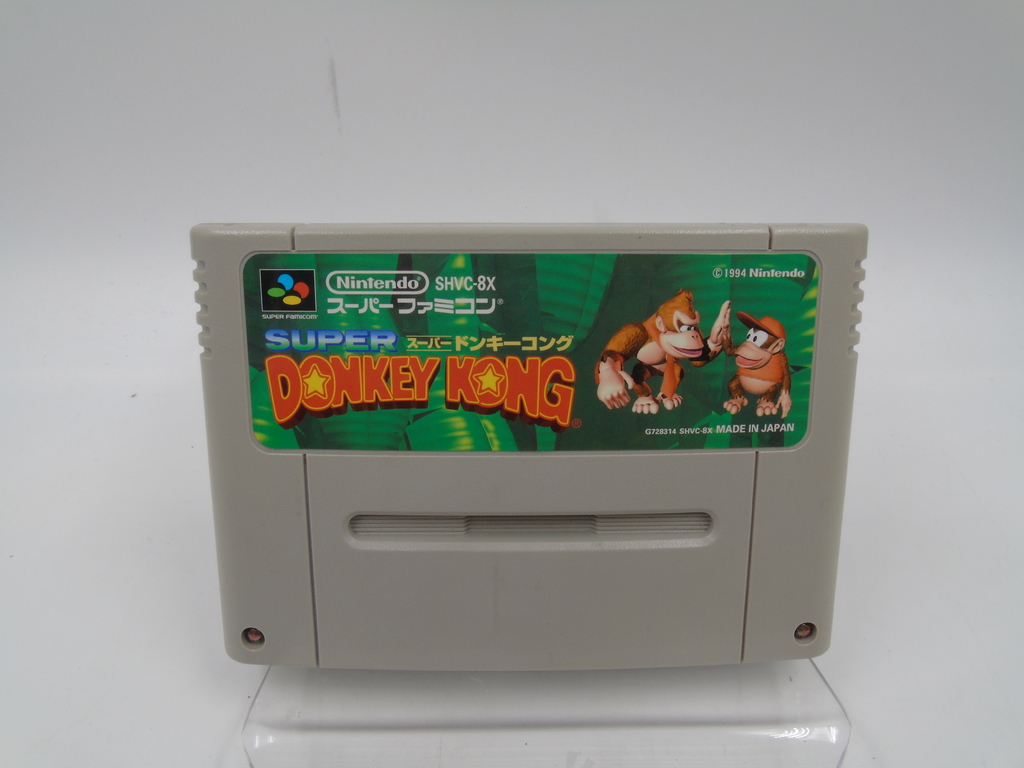 Nintendo® SHVC-8X
スーパーファミコン®
SUPER FAMICOM
©1994 Nintendo
SUPER スーパードンキーコング
DONKEY KONG®
G728314 SHVC-8X MADE IN JAPAN